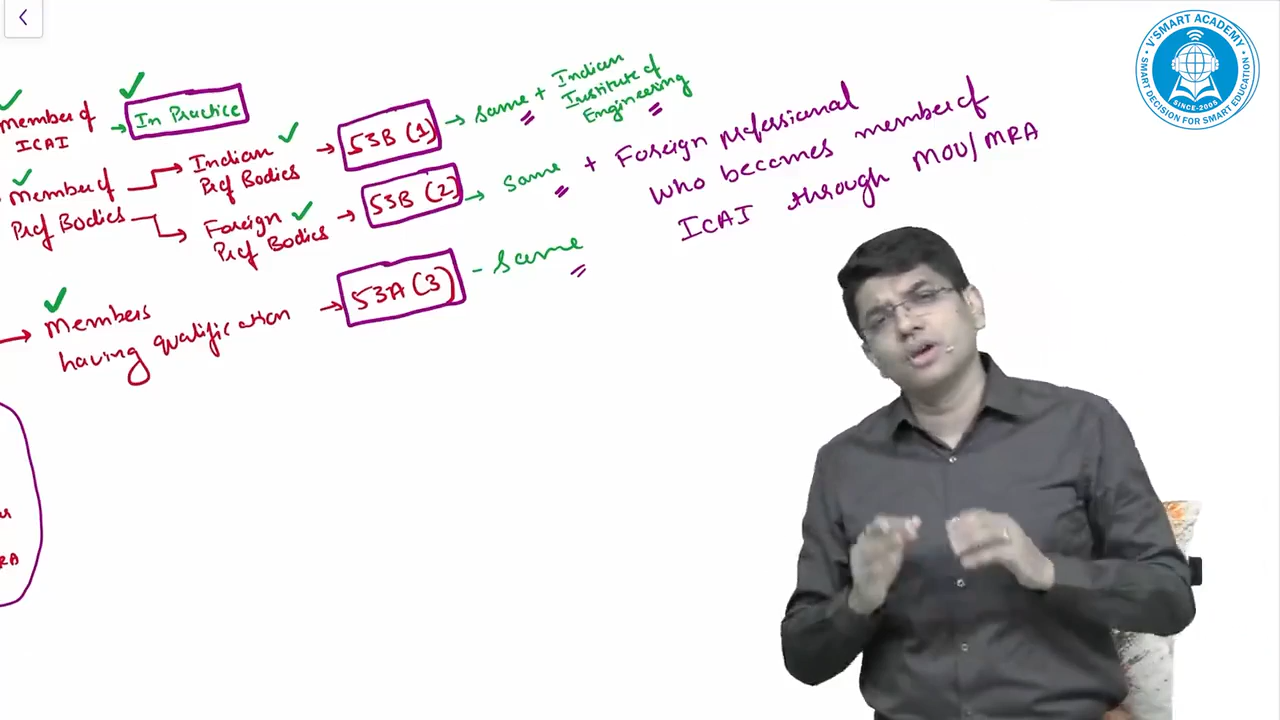 Member of
ICAI
In Practice
Member of
Prof Bodies
Indian
Prof Bodies
53B (1)
same + Indian
Institute of
Engineering
Foreign
Prof Bodies
53B (2)
same + Foreign professional
who becomes member of
ICAI through MOU/MRA
Members
having qualification
53A (3)
- same
RA
V'SMART ACADEMY
SINCE-2005
SMART DECISION FOR SMART EDUCATION